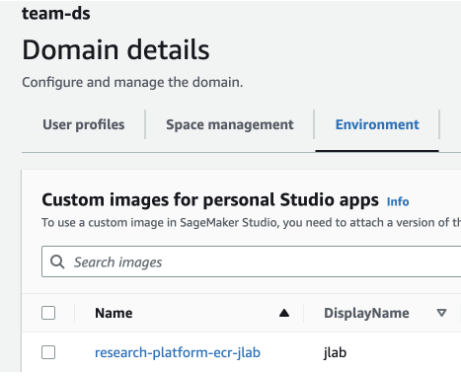 team-ds
Domain details
Configure and manage the domain.
User profiles Space management Environment
Custom images for personal Studio apps Info
To use a custom image in SageMaker Studio, you need to attach a version of
Search images
Name DisplayName
research-platform-ecr-jlab jlab